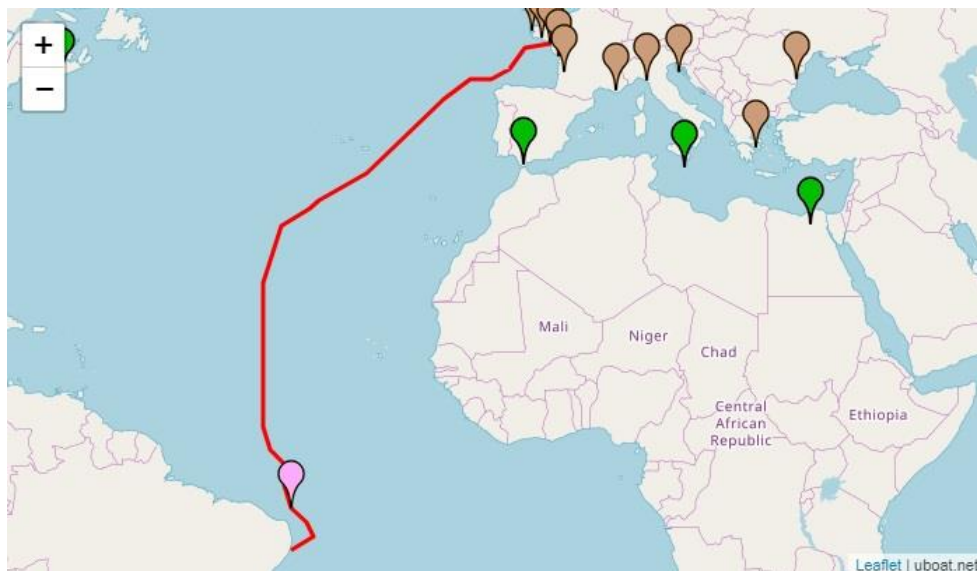 +
−
Mali
Niger
Chad
Central
African
Republic
Ethiopia
Leaflet | uboat.net